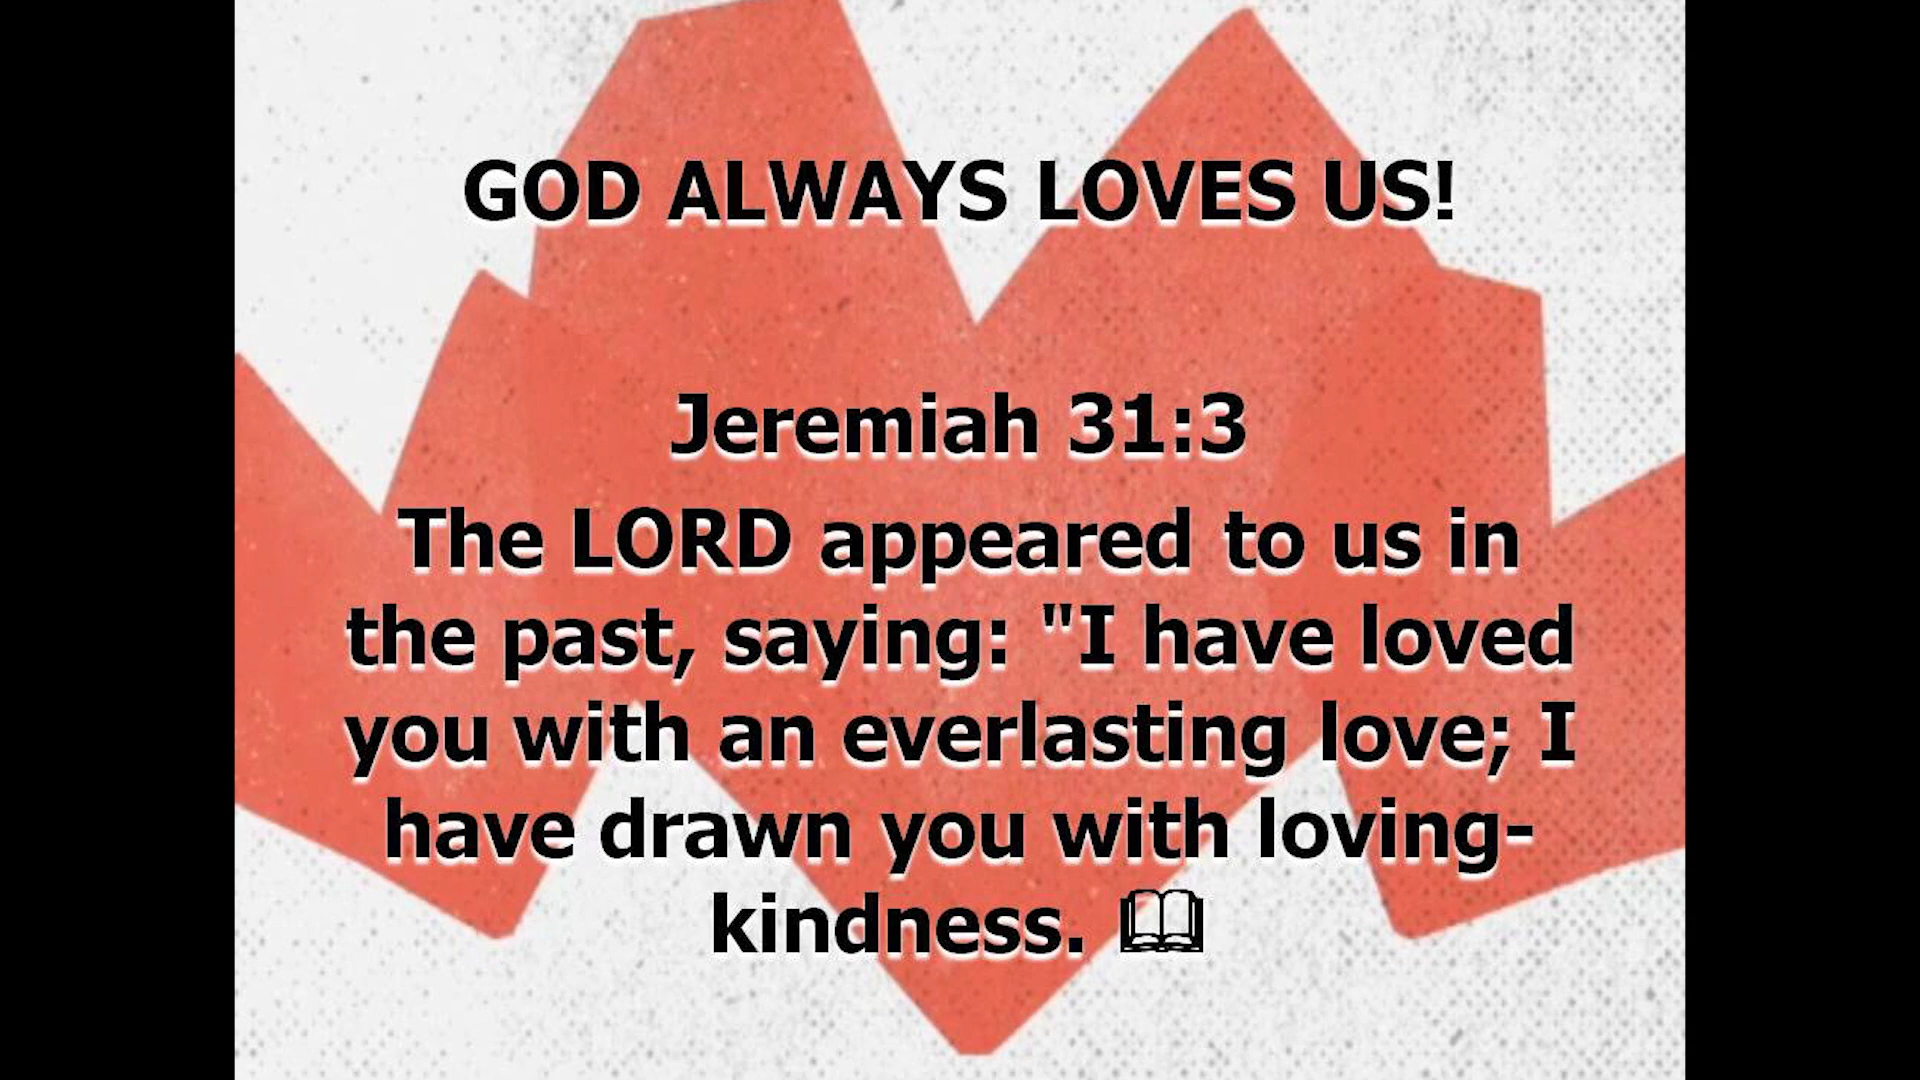 GOD ALWAYS LOVES US!
Jeremiah 31:3
The LORD appeared to us in
the past, saying: "I have loved
you with an everlasting love; I
have drawn you with loving-
kindness. 🕮